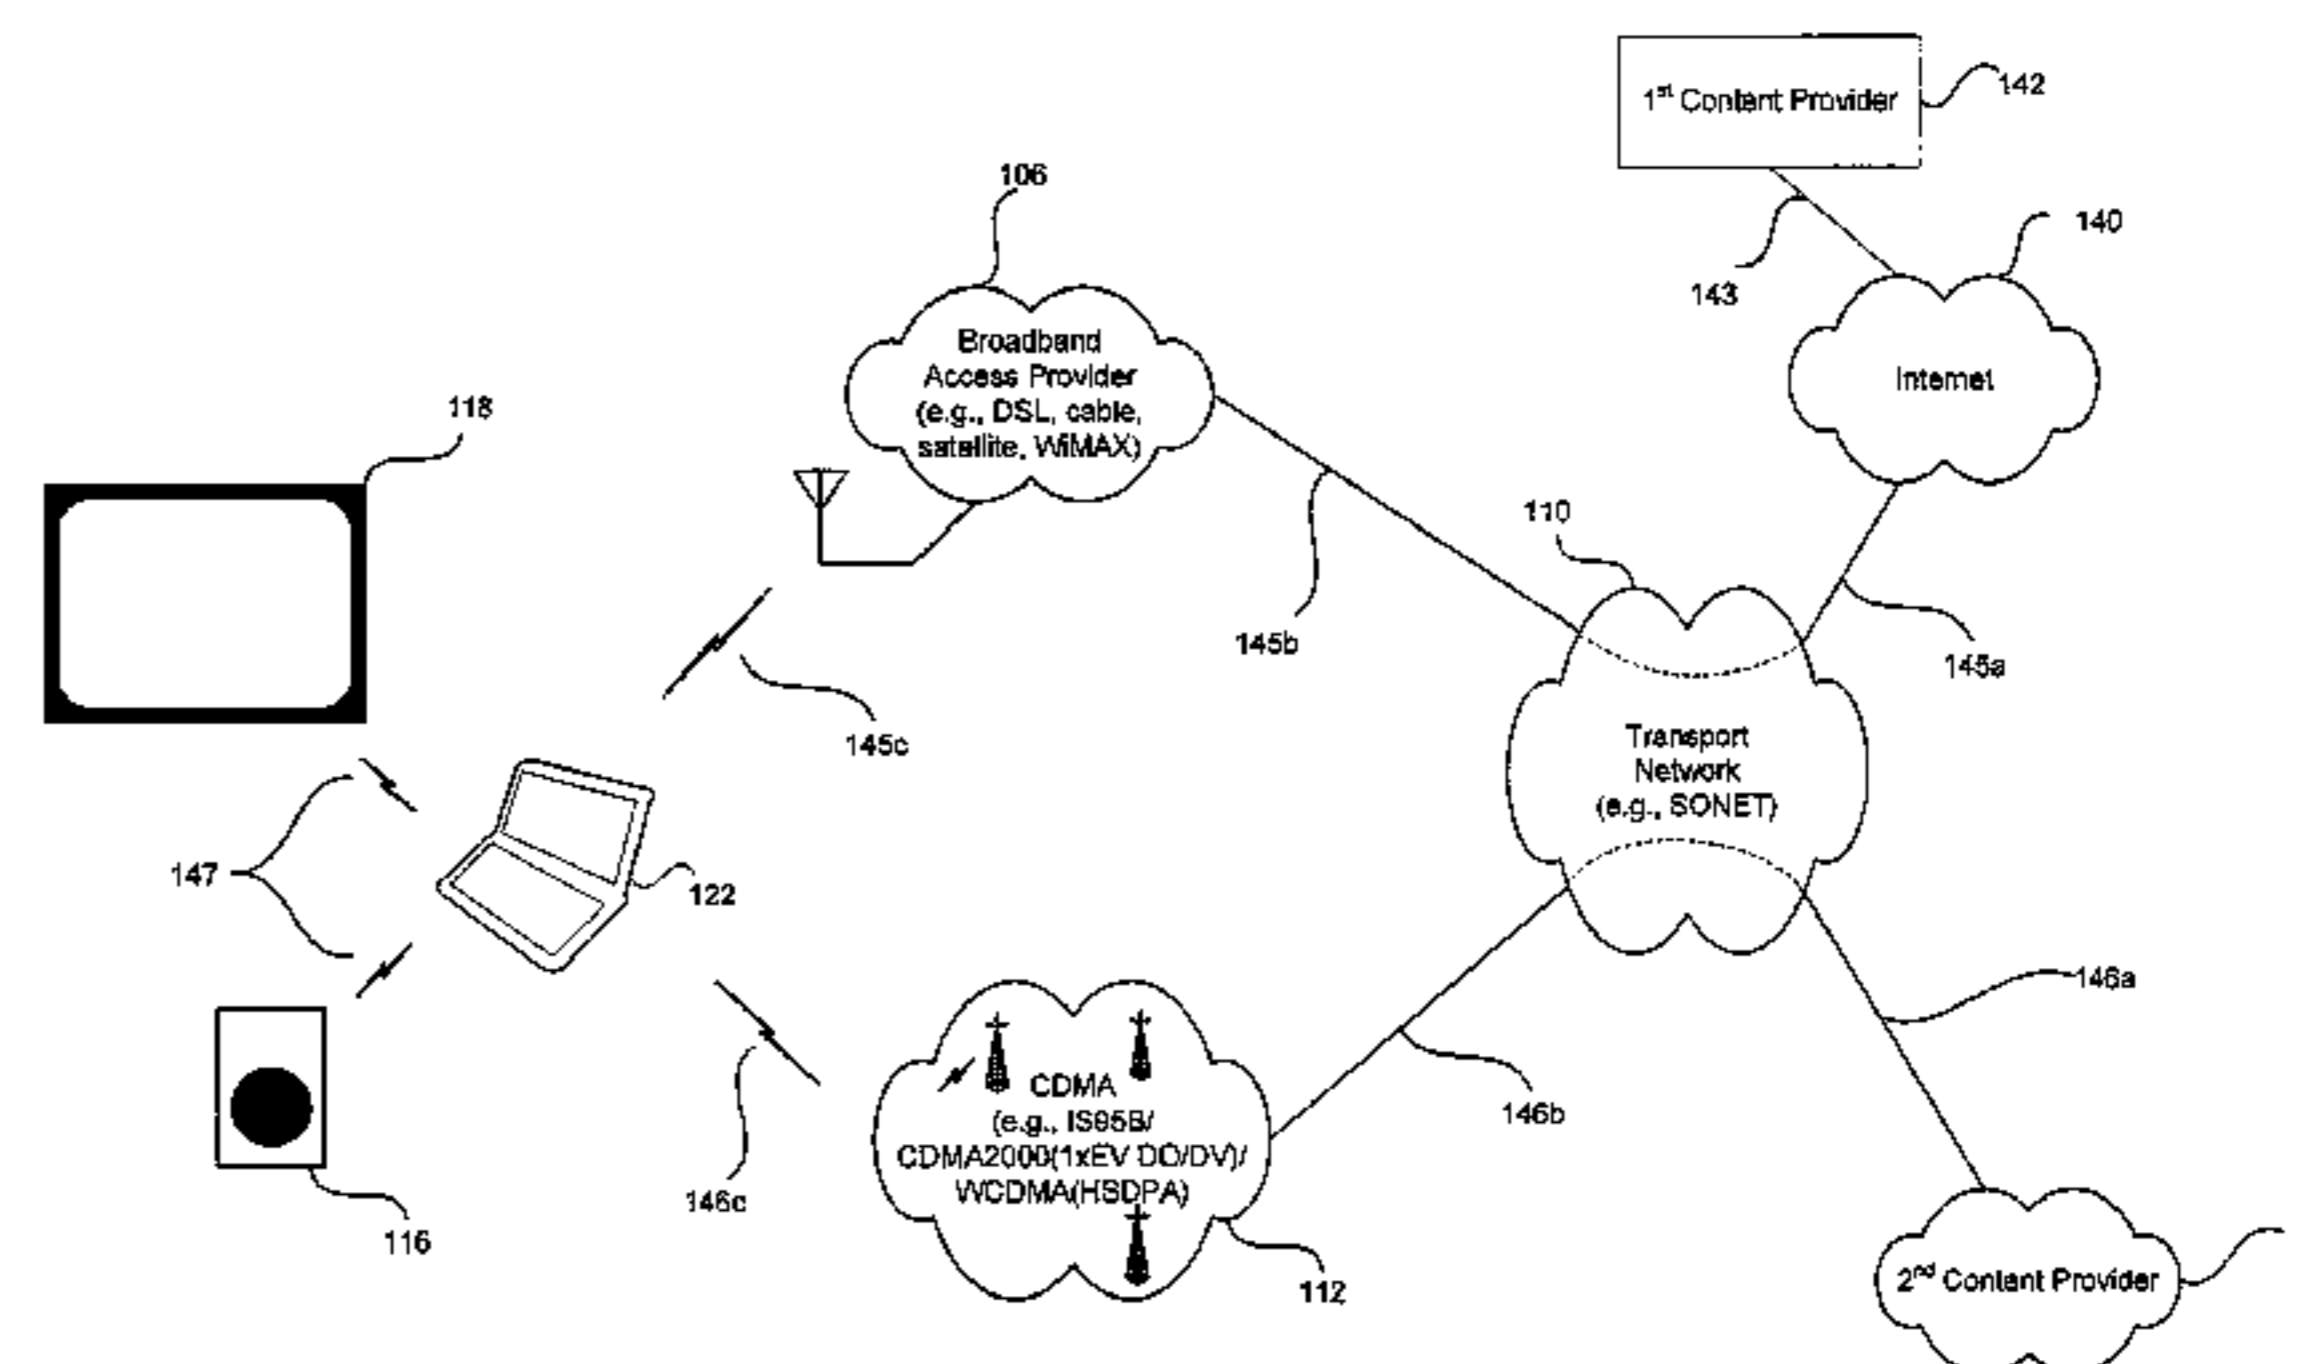 1st Content Provider
142
106
140
143
Broadband
Access Provider
(e.g., DSL, cable,
satellite, WiMAX)
Internet
118
110
145b
145a
145c
Transport
Network
(e.g., SONET)
147
122
146a
CDMA
(e.g., IS95B/
CDMA2000(1xEV DO/DV)/
WCDMA(HSDPA)
146b
146c
116
112
2nd Content Provider